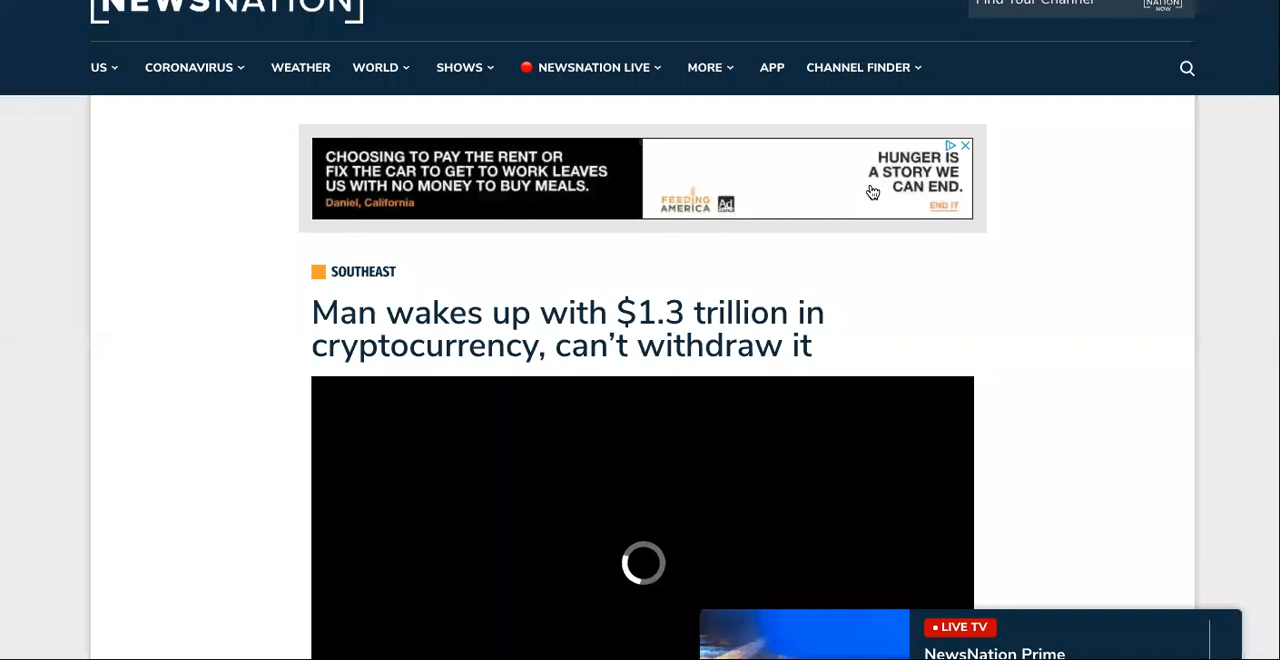 NEWSNATION
Find Your Channel
NATION
NOW
US
CORONAVIRUS
WEATHER
WORLD
SHOWS
NEWSNATION LIVE
MORE
APP
CHANNEL FINDER
CHOOSING TO PAY THE RENT OR
FIX THE CAR TO GET TO WORK LEAVES
US WITH NO MONEY TO BUY MEALS.
Daniel, California
FEEDING
AMERICA
Ad
HUNGER IS
A STORY WE
CAN END.
END IT
SOUTHEAST
Man wakes up with $1.3 trillion in
cryptocurrency, can’t withdraw it
LIVE TV
NewsNation Prime